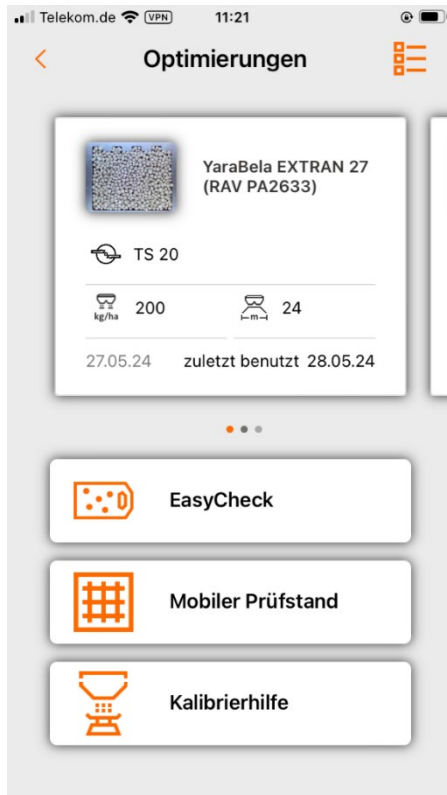 Telekom.de VPN 11:21
Optimierungen
YaraBela EXTRAN 27
(RAV PA2633)
TS 20
kg/ha 200 m 24
27.05.24 zuletzt benutzt 28.05.24
EasyCheck
Mobiler Prüfstand
Kalibrierhilfe